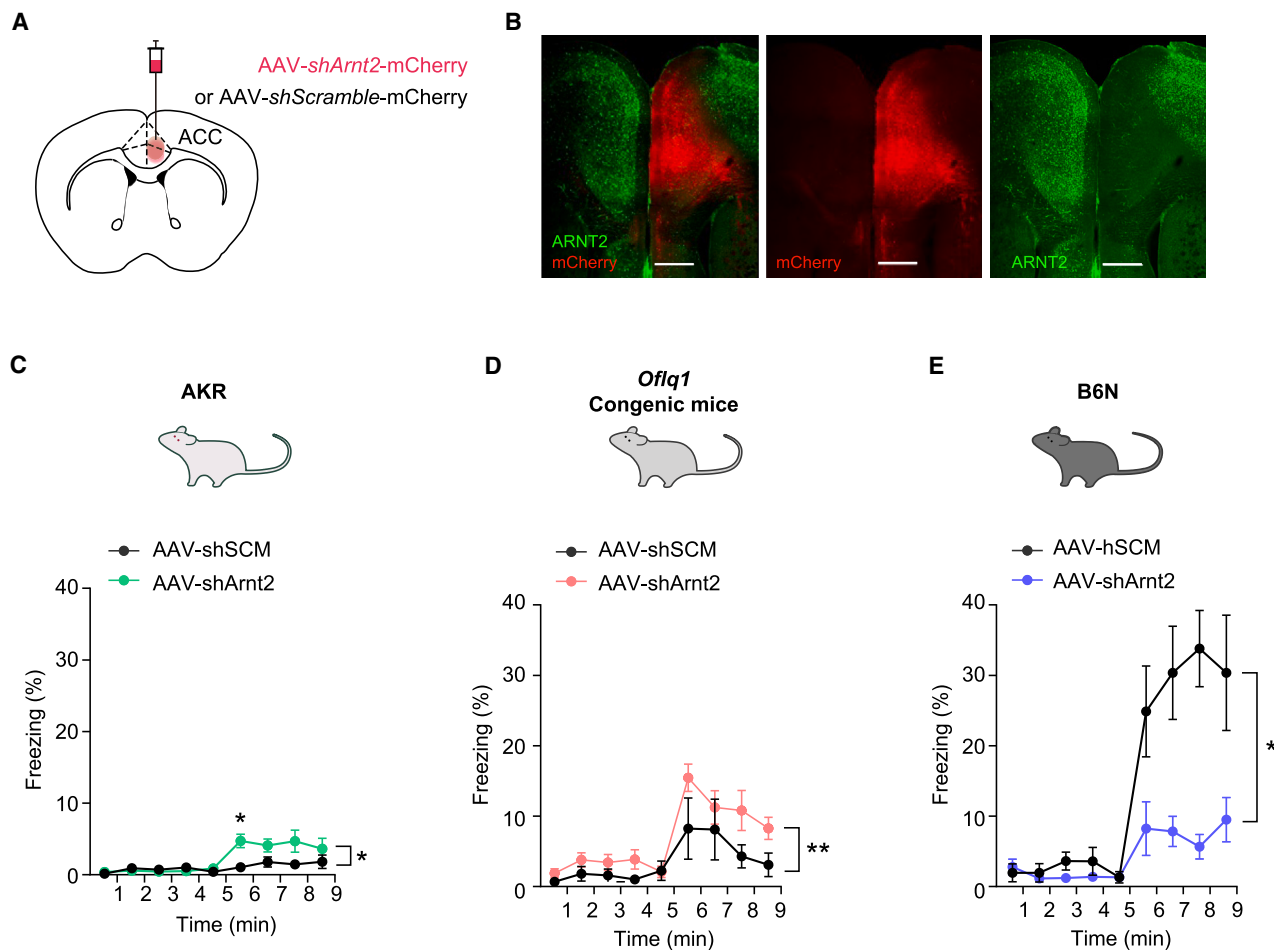 A
AAV-shArnt2-mCherry
or AAV-shScramble-mCherry
ACC
B
ARNT2
mCherry
mCherry
ARNT2
C
AKR
AAV-shSCM
AAV-shArnt2
40
30
20
10
0
Freezing (%)
*
*
1 2 3 4 5 6 7 8 9
Time (min)
D
Oflq1
Congenic mice
AAV-shSCM
AAV-shArnt2
40
30
20
10
0
Freezing (%)
**
1 2 3 4 5 6 7 8 9
Time (min)
E
B6N
AAV-hSCM
AAV-shArnt2
40
30
20
10
0
Freezing (%)
*
1 2 3 4 5 6 7 8 9
Time (min)